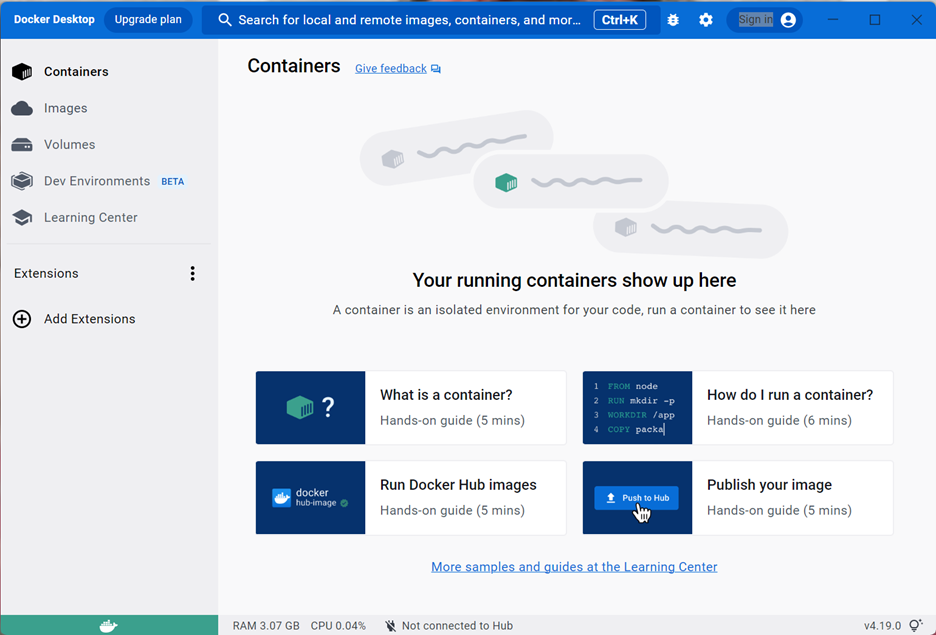 Docker Desktop
Upgrade plan
Search for local and remote images, containers, and mor...
Ctrl+K
Sign in
Containers
Images
Volumes
Dev Environments BETA
Learning Center
Extensions
Add Extensions
Containers
Give feedback
Your running containers show up here
A container is an isolated environment for your code, run a container to see it here
?
What is a container?
Hands-on guide (5 mins)
1 FROM node
2 RUN mkdir -p
3 WORKDIR /app
4 COPY packa
How do I run a container?
Hands-on guide (6 mins)
docker
hub-image
Run Docker Hub images
Hands-on guide (5 mins)
Push to Hub
Publish your image
Hands-on guide (5 mins)
More samples and guides at the Learning Center
RAM 3.07 GB CPU 0.04% Not connected to Hub
v4.19.0